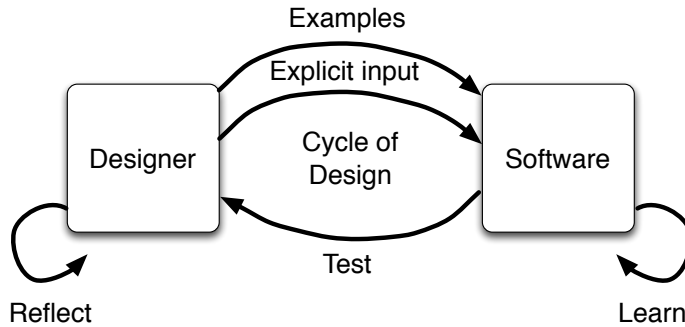 Examples
Explicit input
Designer
Cycle of
Design
Software
Test
Reflect
Learn